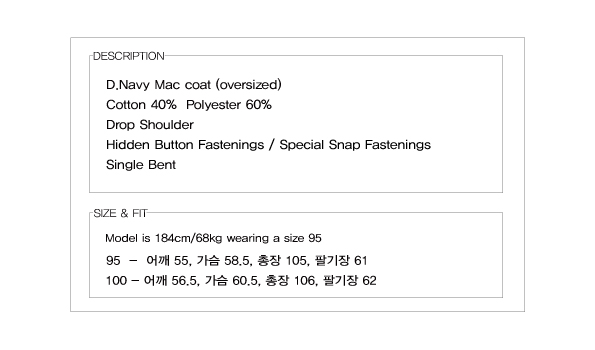 DESCRIPTION
D.Navy Mac coat (oversized)
Cotton 40% Polyester 60%
Drop Shoulder
Hidden Button Fastenings / Special Snap Fastenings
Single Bent
SIZE & FIT
Model is 184cm/68kg wearing a size 95
95 - 어깨 55, 가슴 58.5, 총장 105, 팔기장 61
100 - 어깨 56.5, 가슴 60.5, 총장 106, 팔기장 62